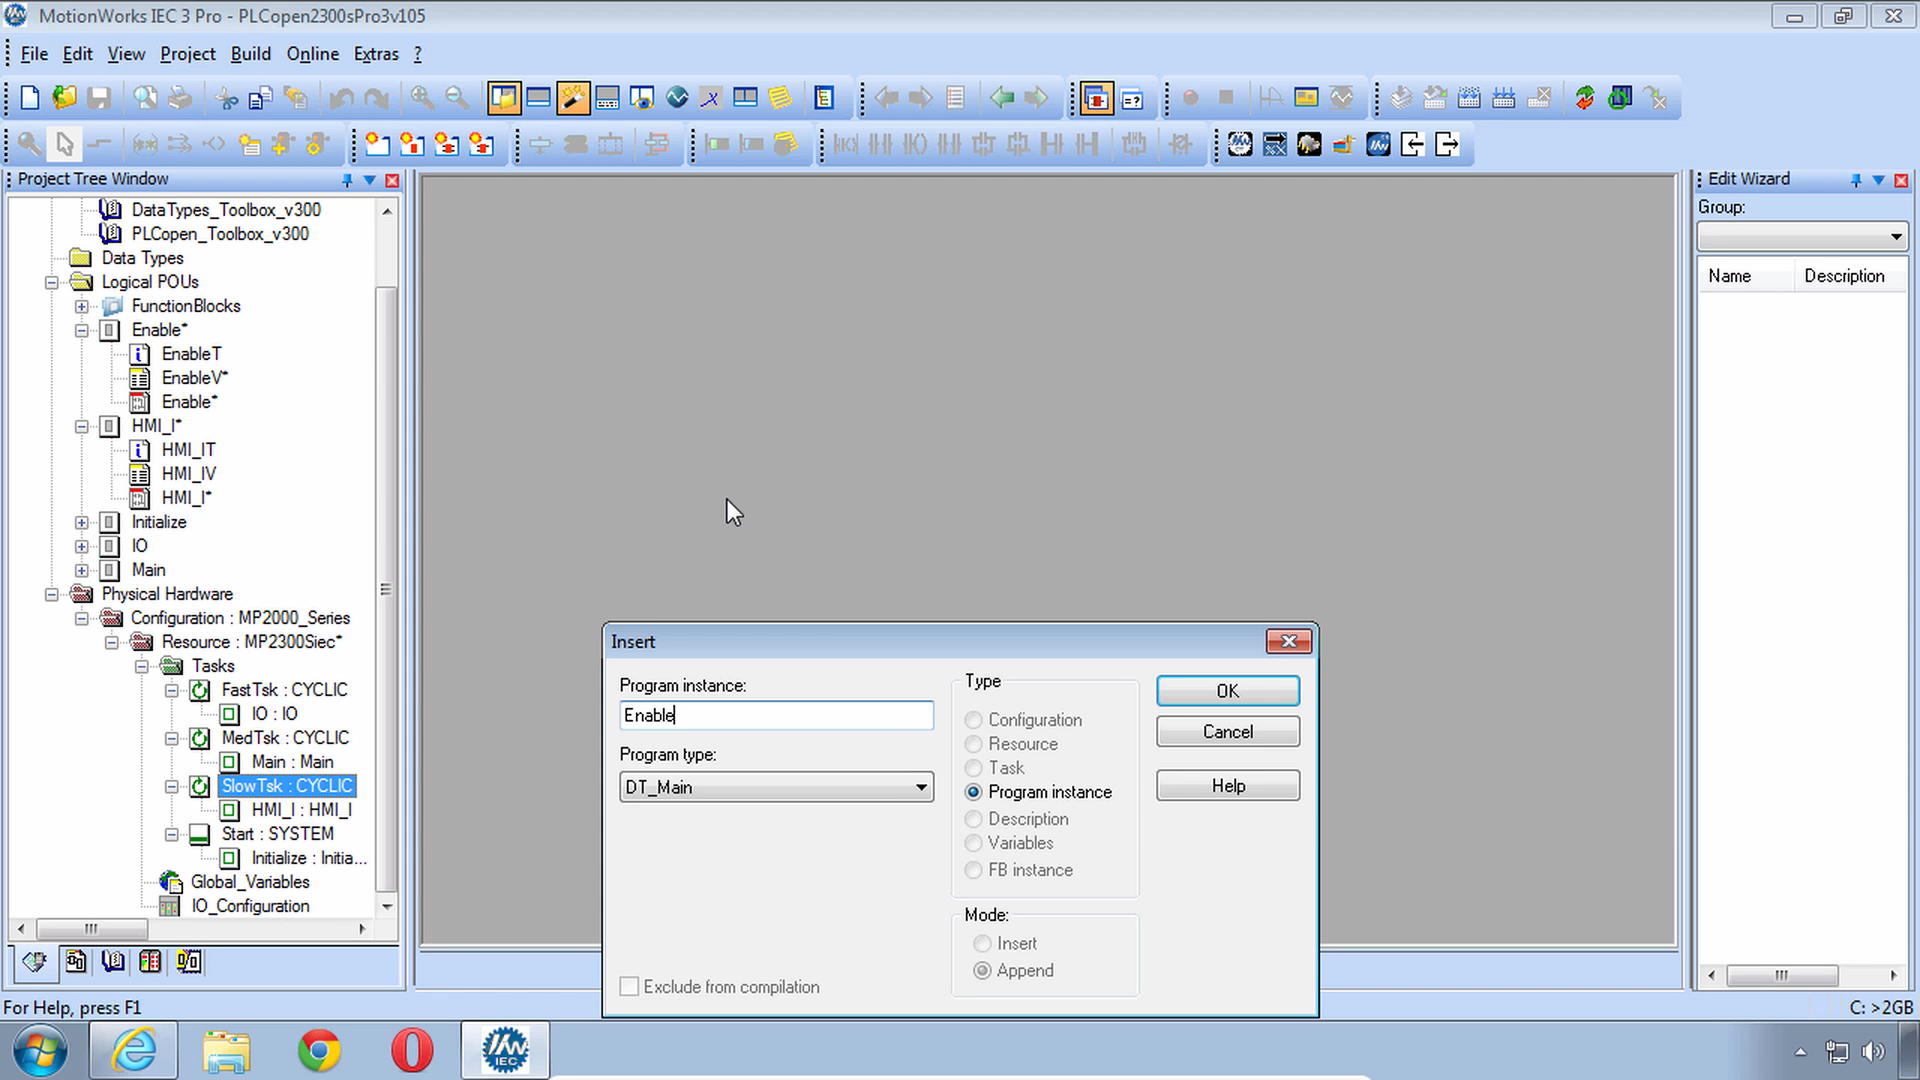 MotionWorks IEC 3 Pro - PLCopen2300sPro3v105
File Edit View Project Build Online Extras ?
Project Tree Window
DataTypes_Toolbox_v300
PLCopen_Toolbox_v300
Data Types
Logical POUs
FunctionBlocks
Enable*
EnableT
EnableV*
Enable*
HMI_I*
HMI_IT
HMI_IV
HMI_I*
Initialize
IO
Main
Physical Hardware
Configuration : MP2000_Series
Resource : MP2300Siec*
Tasks
FastTsk : CYCLIC
IO : IO
MedTsk : CYCLIC
Main : Main
SlowTsk : CYCLIC
HMI_I : HMI_I
Start : SYSTEM
Initialize : Initia...
Global_Variables
IO_Configuration
Insert
Program instance:
Enable
Program type:
DT_Main
Exclude from compilation
Type
Configuration
Resource
Task
Program instance
Description
Variables
FB instance
Mode:
Insert
Append
OK
Cancel
Help
Edit Wizard
Group:
Name Description
For Help, press F1
C: >2GB
IEC